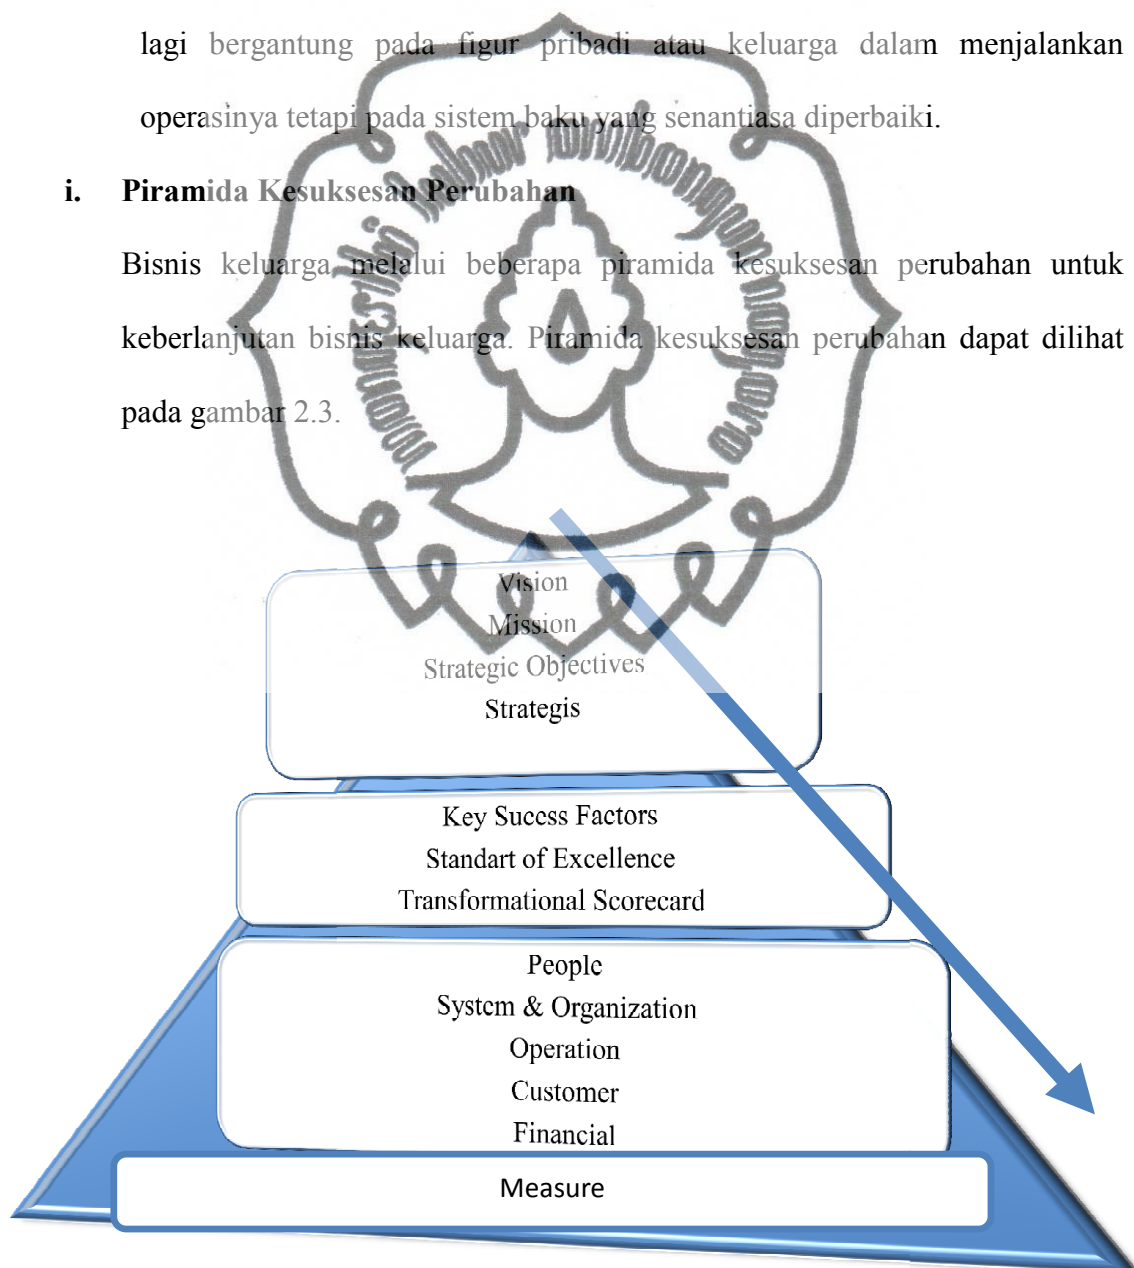 lagi bergantung pada figur pribadi atau keluarga dalam menjalankan
operasinya tetapi pada sistem baku yang senantiasa diperbaiki.
i. Piramida Kesuksesan Perubahan
Bisnis keluarga melalui beberapa piramida kesuksesan perubahan untuk
keberlanjutan bisnis keluarga. Piramida kesuksesan perubahan dapat dilihat
pada gambar 2.3.
Vision
Mission
Strategic Objectives
Strategis
Key Sucess Factors
Standart of Excellence
Transformational Scorecard
People
System & Organization
Operation
Customer
Financial
Measure